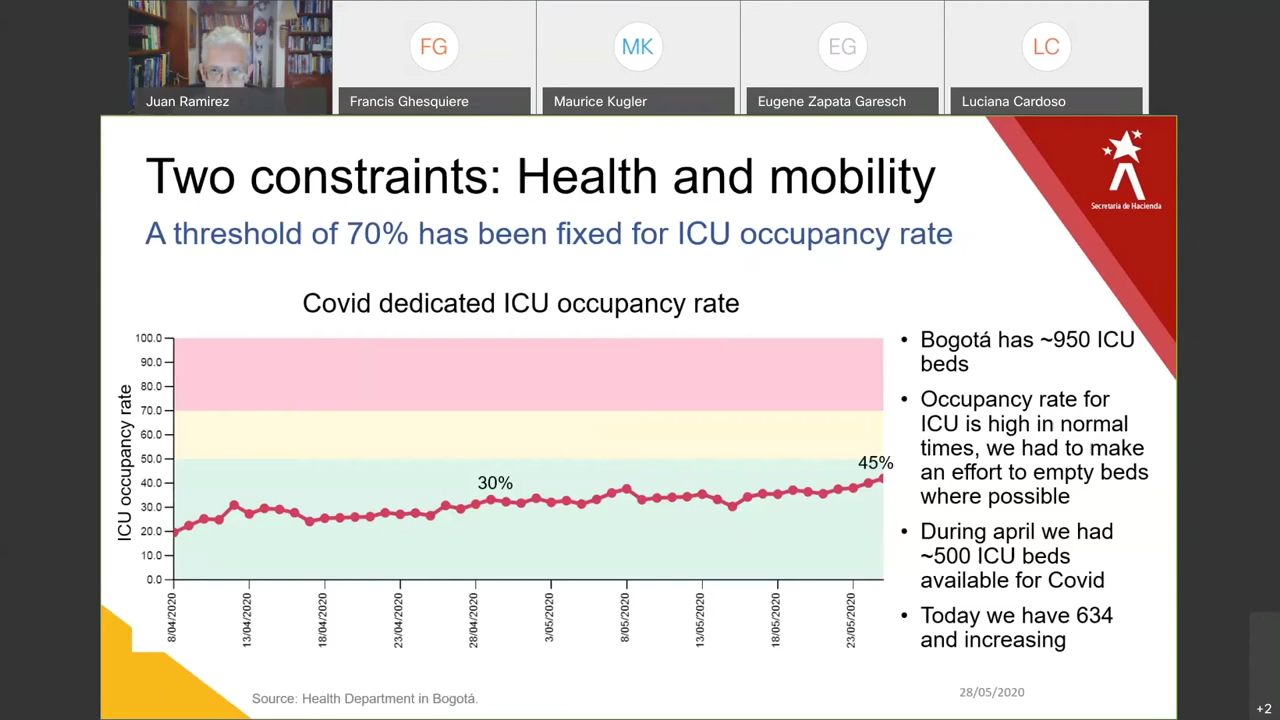 FG
MK
EG
LC
Juan Ramirez
Francis Ghesquiere
Maurice Kugler
Eugene Zapata Garesch
Luciana Cardoso
Two constraints: Health and mobility
Secretaría de Hacienda
A threshold of 70% has been fixed for ICU occupancy rate
Covid dedicated ICU occupancy rate
ICU occupancy rate
100.0
90.0
80.0
70.0
60.0
50.0
40.0
30.0
20.0
10.0
0.0
30%
45%
8/04/2020
13/04/2020
18/04/2020
23/04/2020
28/04/2020
3/05/2020
8/05/2020
13/05/2020
18/05/2020
23/05/2020
• Bogotá has ~950 ICU
beds
• Occupancy rate for
ICU is high in normal
times, we had to make
an effort to empty beds
where possible
• During april we had
~500 ICU beds
available for Covid
• Today we have 634
and increasing
Source: Health Department in Bogotá.
28/05/2020
+2